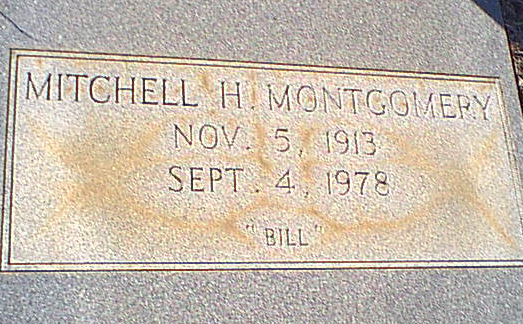 MITCHELL H. MONTGOMERY
NOV. 5, 1913
SEPT. 4, 1978
"BILL"